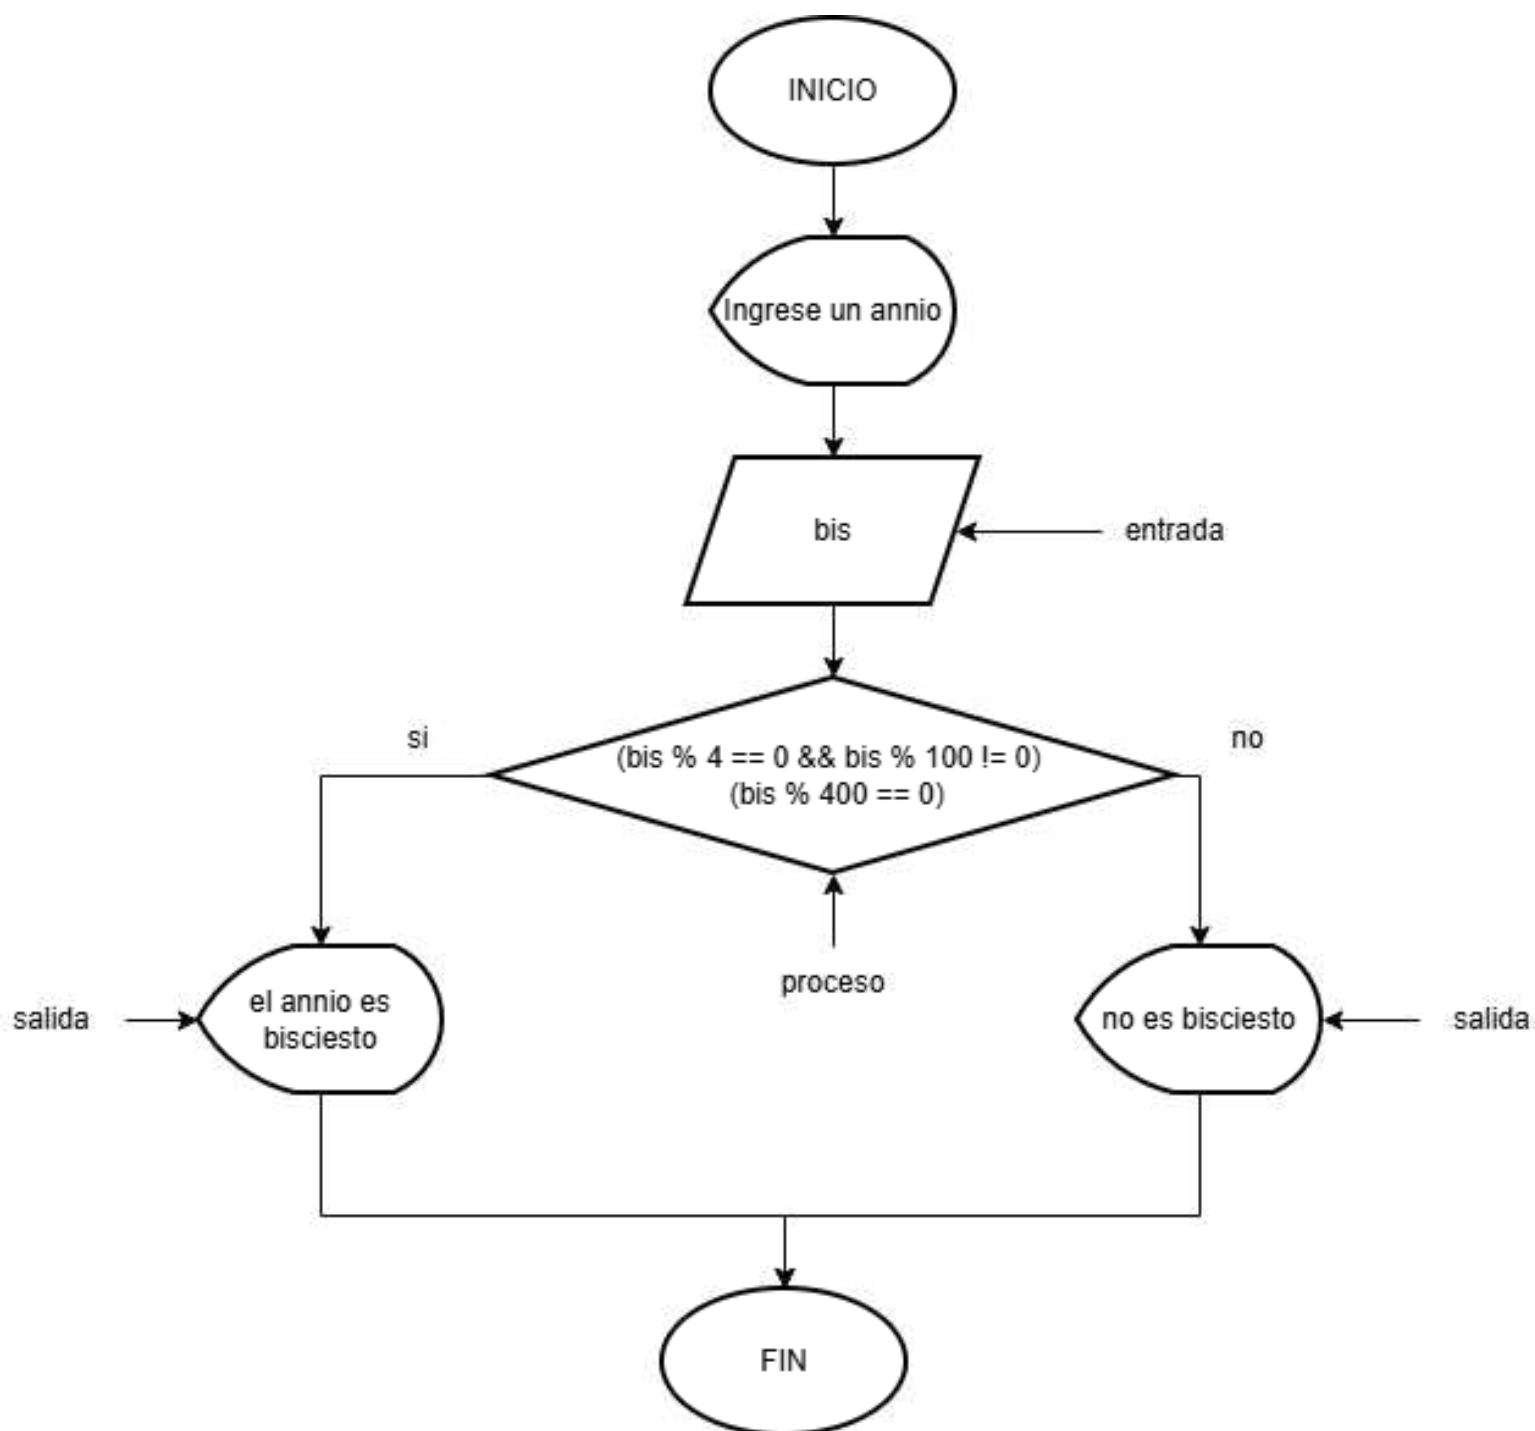 INICIO
Ingrese un annio
bis
entrada
si
no
(bis % 4 == 0 && bis % 100 != 0)
(bis % 400 == 0)
proceso
salida
el annio es
bisciesto
no es bisciesto
salida
FIN